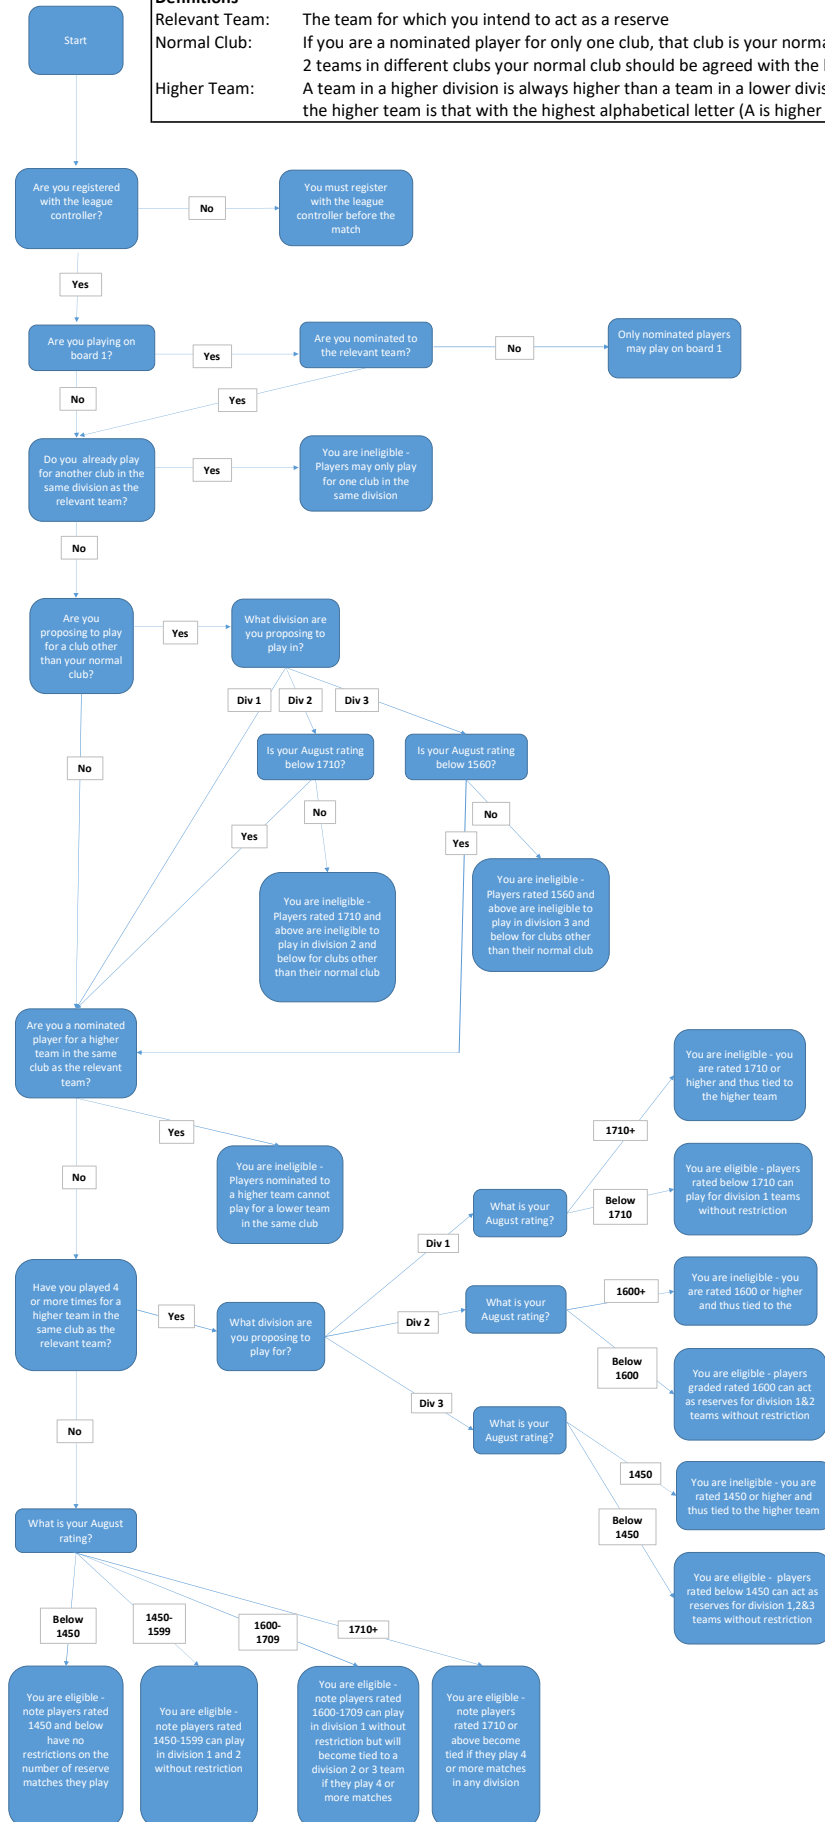 Definitions
Relevant Team: The team for which you intend to act as a reserve
Normal Club: If you are a nominated player for only one club, that club is your norma
2 teams in different clubs your normal club should be agreed with the l
Higher Team: A team in a higher division is always higher than a team in a lower divis
the higher team is that with the highest alphabetical letter (A is higher
Start
Are you registered
with the league
controller?
No
You must register
with the league
controller before the
match
Yes
Are you playing on
board 1?
Yes
Are you nominated to
the relevant team?
No
Only nominated players
may play on board 1
No
Yes
Do you already play
for another club in the
same division as the
relevant team?
Yes
You are ineligible -
Players may only play
for one club in the
same division
No
Are you
proposing to play
for a club other
than your normal
club?
Yes
What division are
you proposing to
play in?
Div 1
Div 2
Div 3
No
Is your August rating
below 1710?
Is your August rating
below 1560?
Yes
No
Yes
No
You are ineligible -
Players rated 1710 and
above are ineligible to
play in division 2 and
below for clubs other
than their normal club
You are ineligible -
Players rated 1560 and
above are ineligible to
play in division 3 and
below for clubs other
than their normal club
Are you a nominated
player for a higher
team in the same
club as the relevant
team?
Yes
You are ineligible -
Players nominated to
a higher team cannot
play for a lower team
in the same club
No
Have you played 4
or more times for a
higher team in the
same club as the
relevant team?
Yes
What division are
you proposing to
play for?
Div 1
What is your
August rating?
1710+
You are ineligible - you
are rated 1710 or
higher and thus tied to
the higher team
Below
1710
You are eligible - players
rated below 1710 can
play for division 1 teams
without restriction
Div 2
What is your
August rating?
1600+
You are ineligible - you
are rated 1600 or higher
and thus tied to the
Below
1600
You are eligible - players
graded rated 1600 can act
as reserves for division 1&2
teams without restriction
Div 3
What is your
August rating?
1450
You are ineligible - you are
rated 1450 or higher and
thus tied to the higher team
Below
1450
You are eligible - players
rated below 1450 can act as
reserves for division 1,2&3
teams without restriction
No
What is your August
rating?
Below
1450
1450-
1599
1600-
1709
1710+
You are eligible -
note players rated
1450 and below
have no
restrictions on the
number of reserve
matches they play
You are eligible -
note players rated
1450-1599 can play
in division 1 and 2
without restriction
You are eligible -
note players rated
1600-1709 can play
in division 1 without
restriction but will
become tied to a
division 2 or 3 team
if they play 4 or
more matches
You are eligible -
note players
rated 1710 or
above become
tied if they play 4
or more matches
in any division